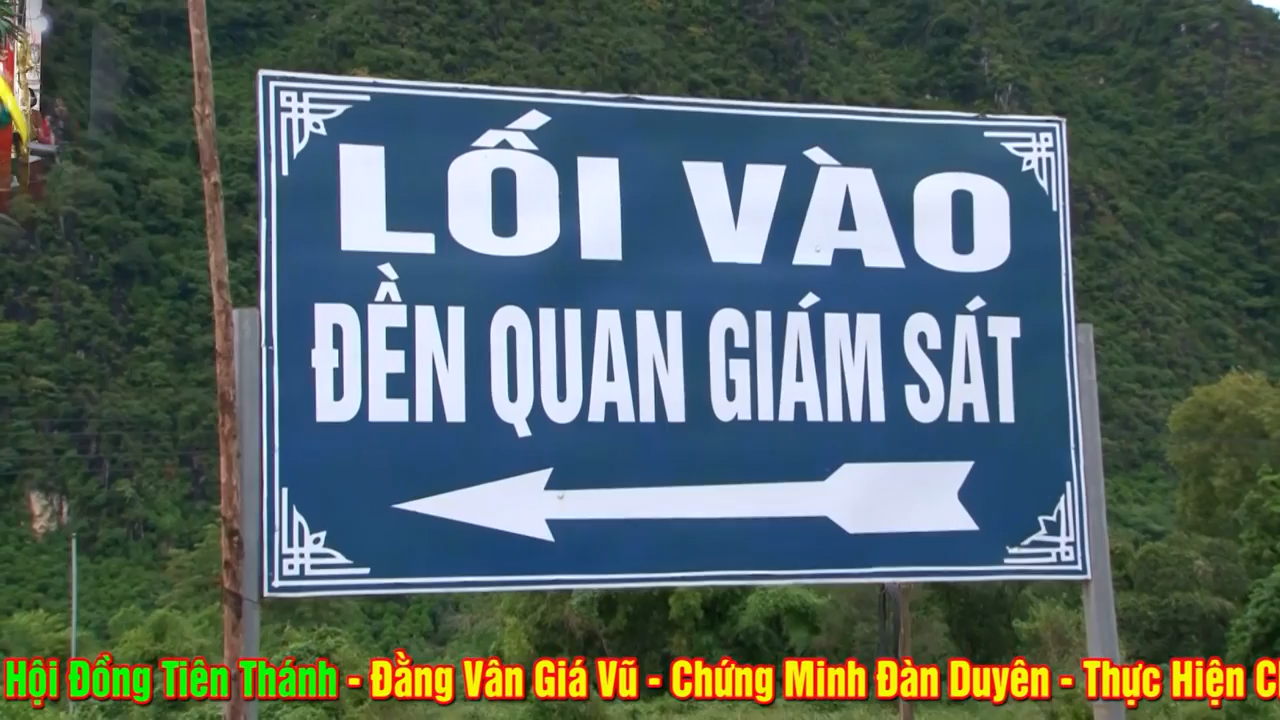 LỐI VÀO
ĐỀN QUAN GIÁM SÁT
Hội Đồng Tiên Thánh - Đằng Vân Giá Vũ - Chứng Minh Đàn Duyên - Thực Hiện